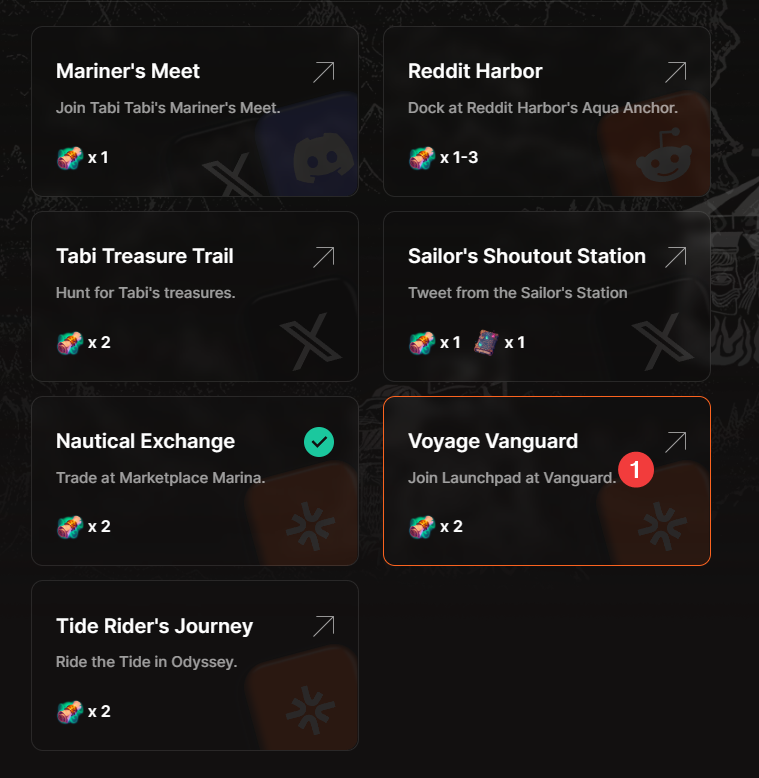 Mariner's Meet
Join Tabi Tabi's Mariner's Meet.
x 1
Reddit Harbor
Dock at Reddit Harbor's Aqua Anchor.
x 1-3
Tabi Treasure Trail
Hunt for Tabi's treasures.
x 2
Sailor's Shoutout Station
Tweet from the Sailor's Station
x 1 x 1
Nautical Exchange
Trade at Marketplace Marina.
x 2
Voyage Vanguard
Join Launchpad at Vanguard.
1
x 2
Tide Rider's Journey
Ride the Tide in Odyssey.
x 2